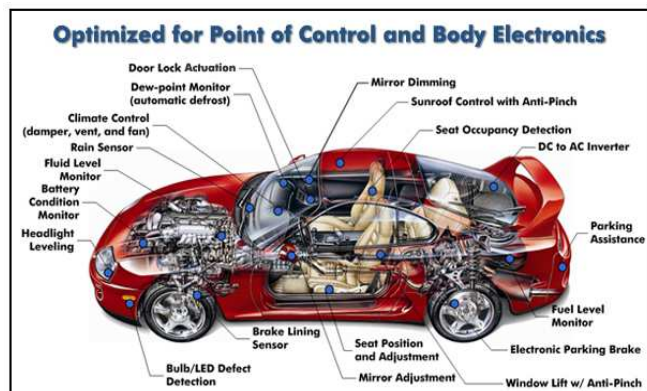 Optimized for Point of Control and Body Electronics
Door Lock Actuation
Dew-point Monitor
(automatic defrost)
Climate Control
(damper, vent, and fan)
Rain Sensor
Fluid Level
Monitor
Battery
Condition
Monitor
Headlight
Leveling
Mirror Dimming
Sunroof Control with Anti-Pinch
Seat Occupancy Detection
DC to AC Inverter
Parking
Assistance
Fuel Level
Monitor
Electronic Parking Brake
Window Lift w/ Anti-Pinch
Seat Position
and Adjustment
Mirror Adjustment
Brake Lining
Sensor
Bulb/LED Defect
Detection